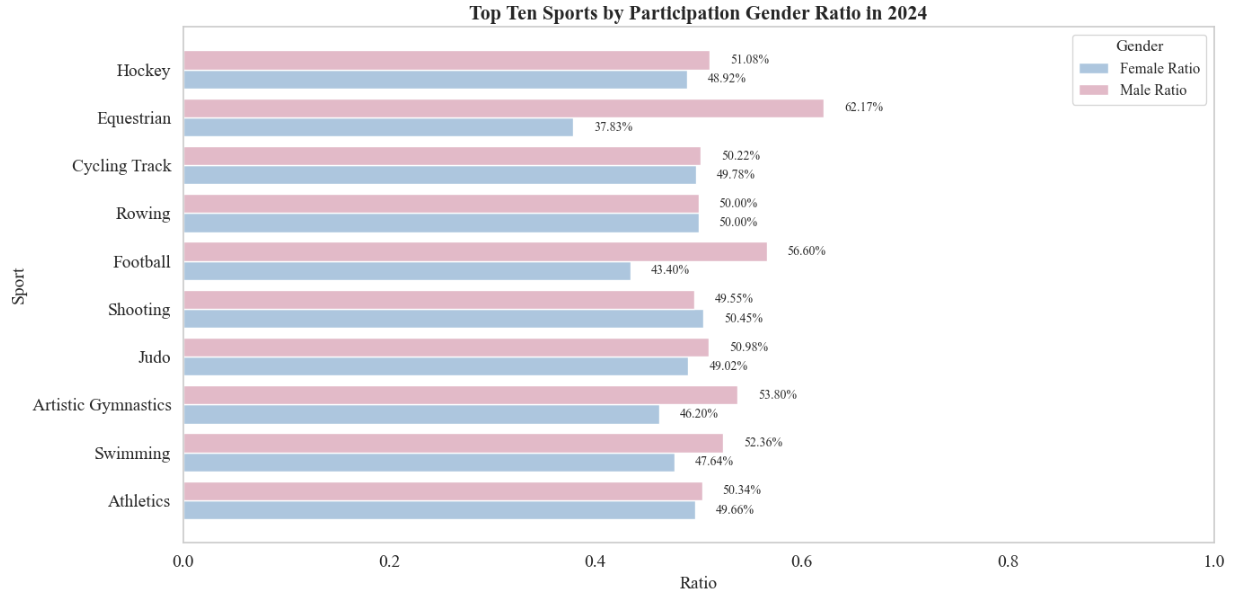 Top Ten Sports by Participation Gender Ratio in 2024
Gender
Female Ratio
Male Ratio
Sport
Hockey
51.08%
48.92%
Equestrian
62.17%
37.83%
Cycling Track
50.22%
49.78%
Rowing
50.00%
50.00%
Football
56.60%
43.40%
Shooting
49.55%
50.45%
Judo
50.98%
49.02%
Artistic Gymnastics
53.80%
46.20%
Swimming
52.36%
47.64%
Athletics
50.34%
49.66%
0.0 0.2 0.4 0.6 0.8 1.0
Ratio